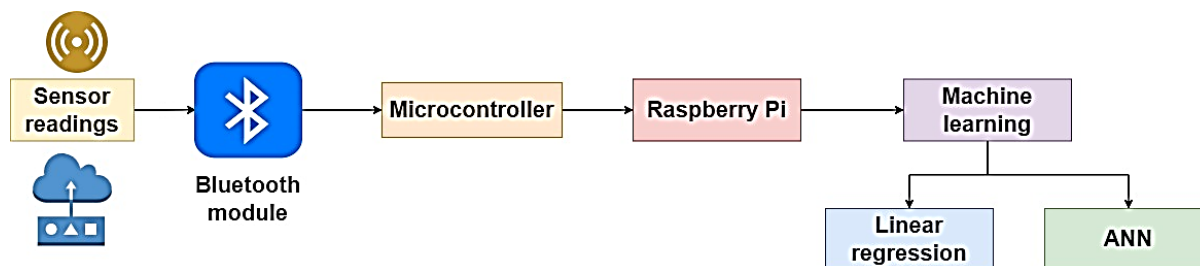 Sensor
readings
Bluetooth
module
Microcontroller
Raspberry Pi
Machine
learning
Linear
regression
ANN